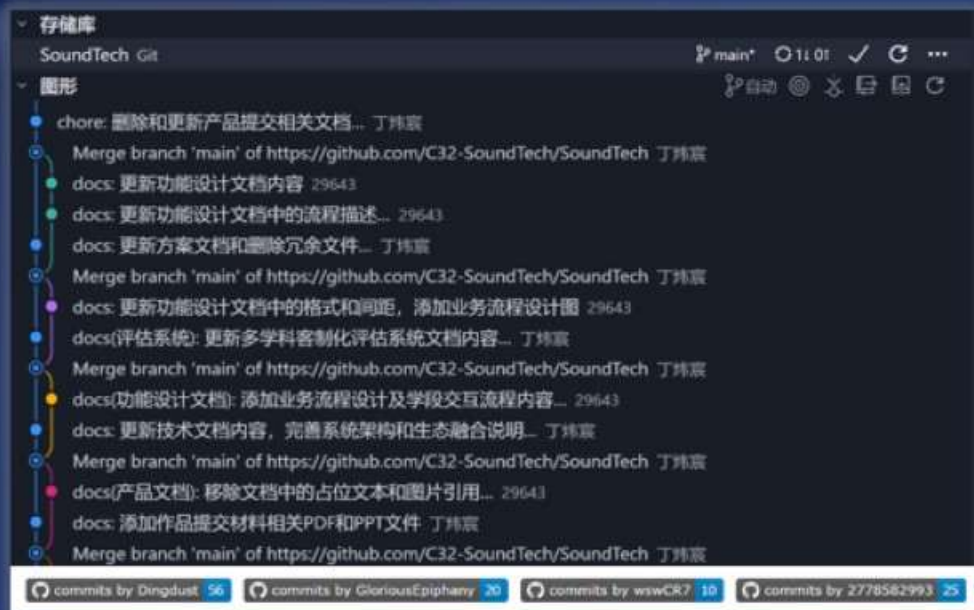 存储库
SoundTech Git main* 1↓ 0↑
图形 自动
chore: 删除和更新产品提交相关文档... 丁炜宸
Merge branch 'main' of https://github.com/C32-SoundTech/SoundTech 丁炜宸
docs: 更新功能设计文档内容 29643
docs: 更新功能设计文档中的流程描述... 29643
docs: 更新方案文档和删除冗余文件... 丁炜宸
Merge branch 'main' of https://github.com/C32-SoundTech/SoundTech 丁炜宸
docs: 更新功能设计文档中的格式和间距，添加业务流程设计图 29643
docs(评估系统): 更新多学科客制化评估系统文档内容... 丁炜宸
Merge branch 'main' of https://github.com/C32-SoundTech/SoundTech 丁炜宸
docs(功能设计文档): 添加业务流程设计及学段交互流程内容... 29643
docs: 更新技术文档内容，完善系统架构和生态融合说明... 丁炜宸
Merge branch 'main' of https://github.com/C32-SoundTech/SoundTech 丁炜宸
docs(产品文档): 移除文档中的占位文本和图片引用... 29643
docs: 添加作品提交材料相关PDF和PPT文件 丁炜宸
Merge branch 'main' of https://github.com/C32-SoundTech/SoundTech 丁炜宸
commits by Dingdust 56 commits by GloriousEpiphany 20 commits by wswCR7 10 commits by 2778582993 25